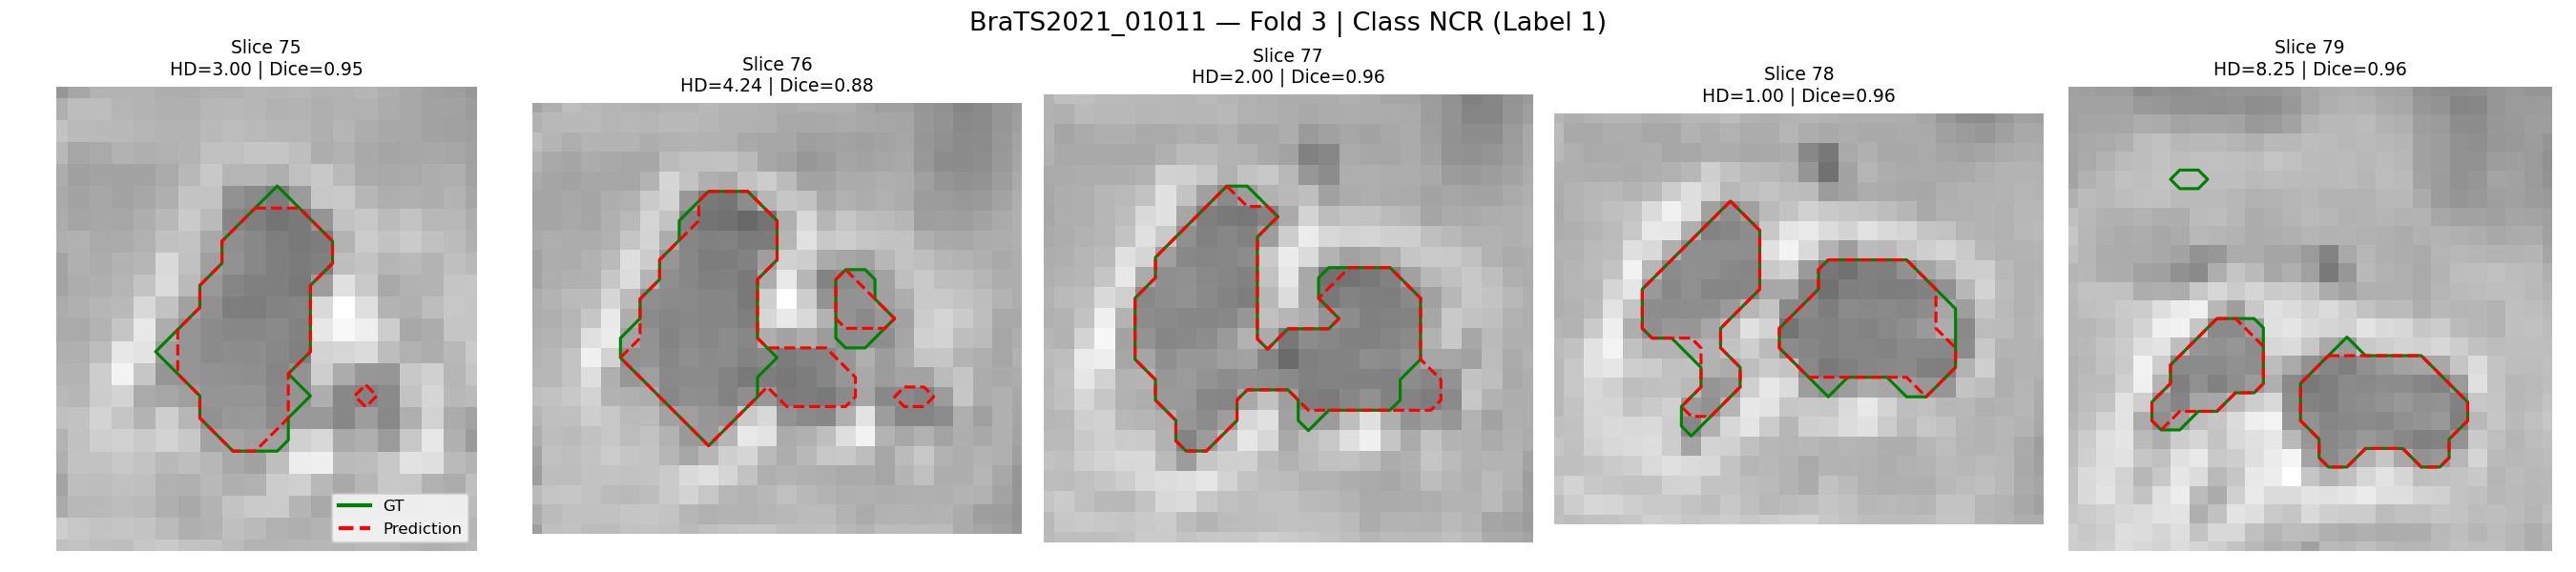 BraTS2021_01011 — Fold 3 | Class NCR (Label 1)
Slice 75
HD=3.00 | Dice=0.95
Slice 76
HD=4.24 | Dice=0.88
Slice 77
HD=2.00 | Dice=0.96
Slice 78
HD=1.00 | Dice=0.96
Slice 79
HD=8.25 | Dice=0.96
GT
Prediction